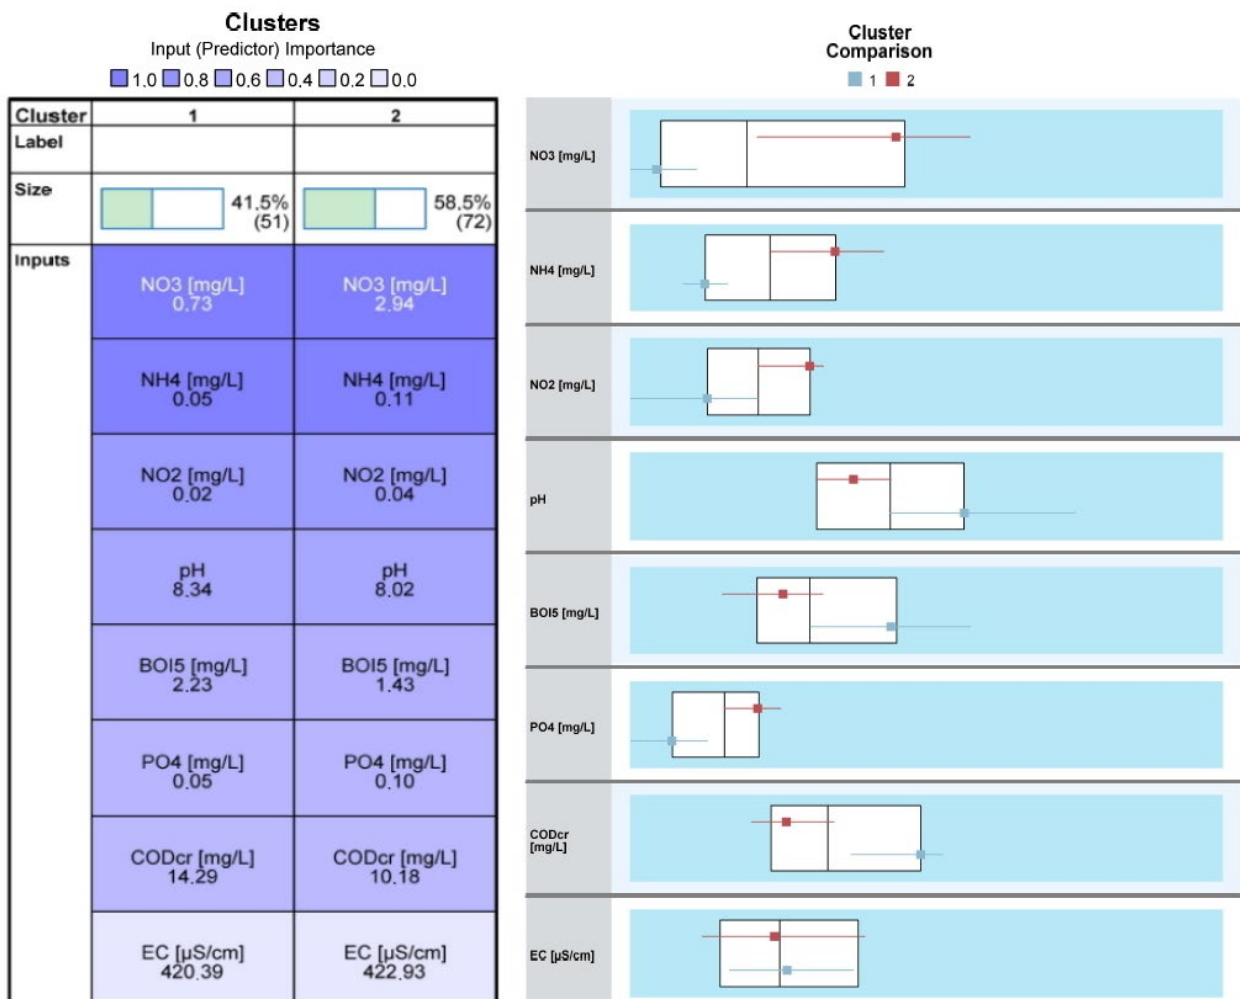 Clusters
Input (Predictor) Importance
1.0 0.8 0.6 0.4 0.2 0.0
Cluster 1 2
Label
Size 41.5% 58.5%
(51) (72)
Inputs
NO3 [mg/L] NO3 [mg/L]
0.73 2.94
NH4 [mg/L] NH4 [mg/L]
0.05 0.11
NO2 [mg/L] NO2 [mg/L]
0.02 0.04
pH pH
8.34 8.02
BOI5 [mg/L] BOI5 [mg/L]
2.23 1.43
PO4 [mg/L] PO4 [mg/L]
0.05 0.10
CODcr [mg/L] CODcr [mg/L]
14.29 10.18
EC [µS/cm] EC [µS/cm]
420.39 422.93
Cluster
Comparison
1 2
NO3 [mg/L]
NH4 [mg/L]
NO2 [mg/L]
pH
BOI5 [mg/L]
PO4 [mg/L]
CODcr
[mg/L]
EC [µS/cm]